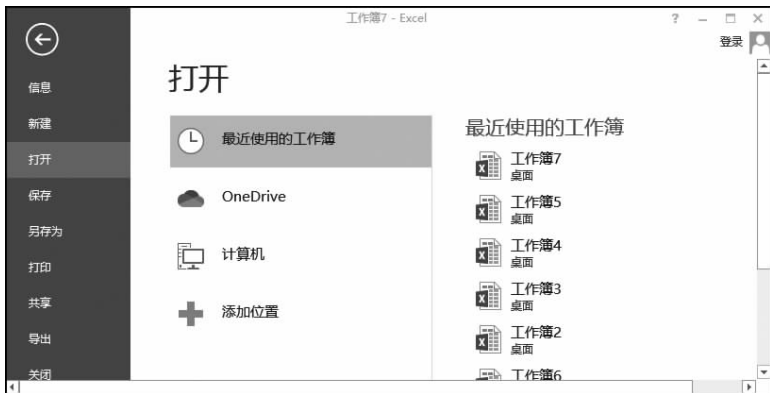 工作簿7 - Excel
?
登录
信息
新建
打开
保存
另存为
打印
共享
导出
关闭
打开
最近使用的工作簿
OneDrive
计算机
添加位置
最近使用的工作簿
工作簿7
桌面
工作簿5
桌面
工作簿4
桌面
工作簿3
桌面
工作簿2
桌面
工作簿6